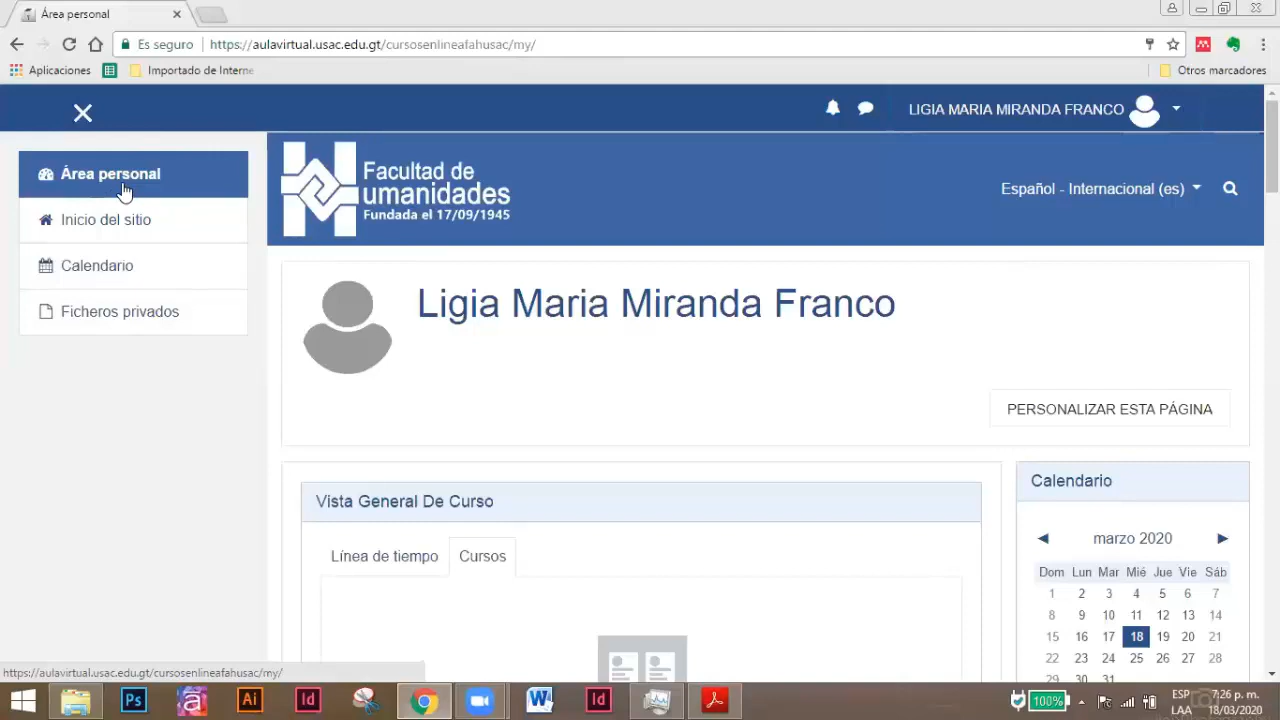 Área personal
Es seguro
https://aulavirtual.usac.edu.gt/cursosenlineafahusac/my/
Aplicaciones
Importado de Interne
Otros marcadores
LIGIA MARIA MIRANDA FRANCO
Área personal
Inicio del sitio
Calendario
Ficheros privados
Facultad de
umanidades
Fundada el 17/09/1945
Español - Internacional (es)
Ligia Maria Miranda Franco
PERSONALIZAR ESTA PÁGINA
Vista General De Curso
Línea de tiempo
Cursos
Calendario
marzo 2020
Dom Lun Mar Mié Jue Vie Sáb
1 2 3 4 5 6 7
8 9 10 11 12 13 14
15 16 17 18 19 20 21
22 23 24 25 26 27 28
29 30 31
https://aulavirtual.usac.edu.gt/cursosenlineafahusac/my/
Ps
a
Ai
Id
W
Id
100%
ESP
LAA
7:26 p. m.
18/03/2020